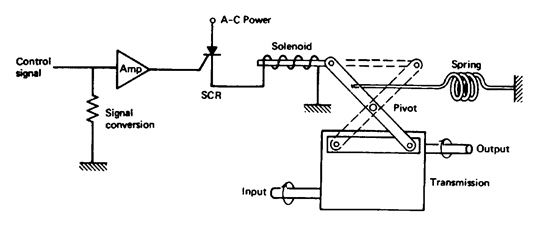 A-C Power
Solenoid
Control
signal
Amp
Spring
SCR
Signal
conversion
Pivot
Output
Input
Transmission